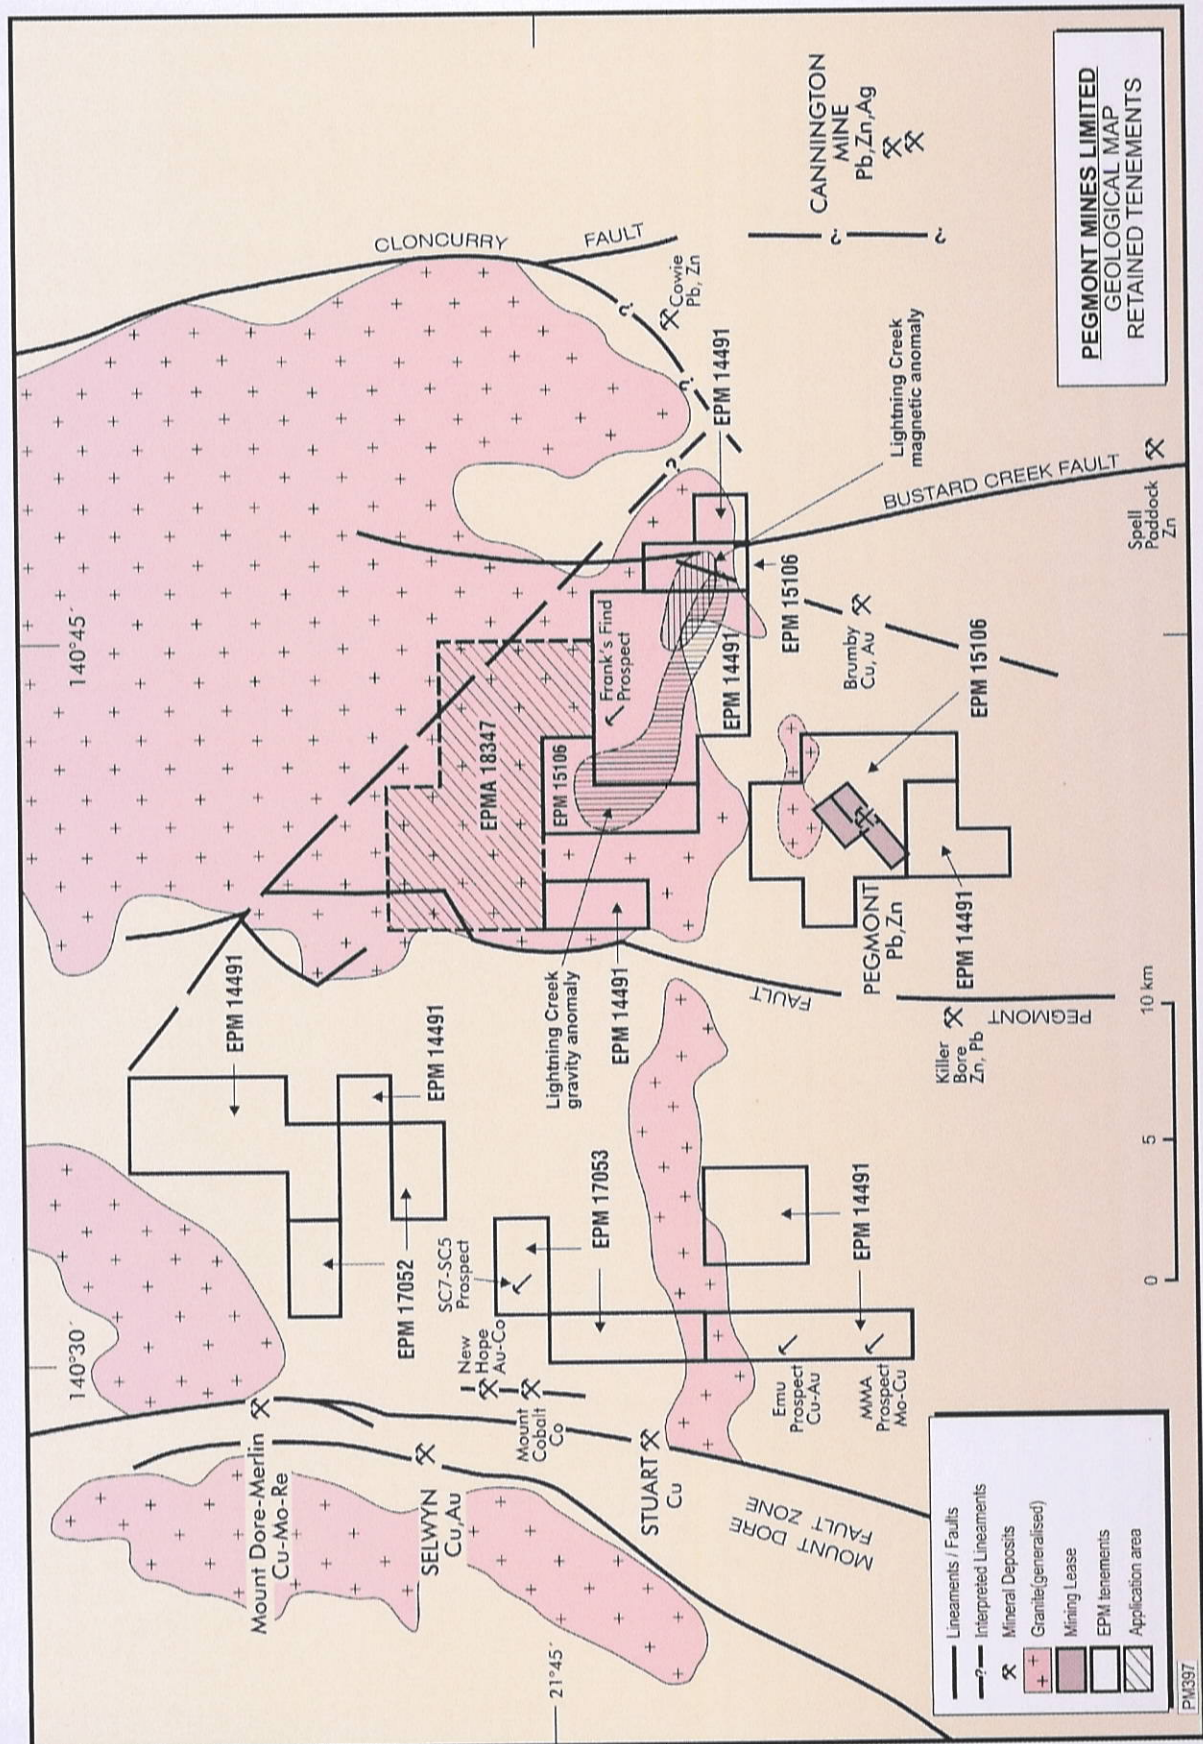 PEGMONT MINES LIMITED
GEOLOGICAL MAP
RETAINED TENEMENTS
140°30´
140°45´
21°45´
Mount Dore-Merlin
Cu-Mo-Re
SELWYN
Cu,Au
New
Hope
Au-Co
Mount
Cobalt
Co
STUART
Cu
MOUNT DORE
FAULT ZONE
EPM 17052
SC7-SC5
Prospect
EPM 17053
Emu
Prospect
Cu-Au
MMA
Prospect
Mo-Cu
EPM 14491
EPM 14491
EPM 14491
Lightning Creek
gravity anomaly
EPM 14491
FAULT
PEGMONT
Killer
Bore
Zn, Pb
PEGMONT
Pb,Zn
EPM 14491
EPM 15106
EPMA 18347
EPM 15106
Frank's Find
Prospect
EPM 14491
EPM 15106
Brumby
Cu, Au
CLONCURRY
FAULT
?
?
?
Cowie
Pb, Zn
EPM 14491
Lightning Creek
magnetic anomaly
BUSTARD CREEK FAULT
Spell
Paddock
Zn
CANNINGTON
MINE
Pb,Zn,Ag
?
?
0
5
10 km
Lineaments / Faults
? Interpreted Lineaments
Mineral Deposits
Granite(generalised)
Mining Lease
EPM tenements
Application area
PM397